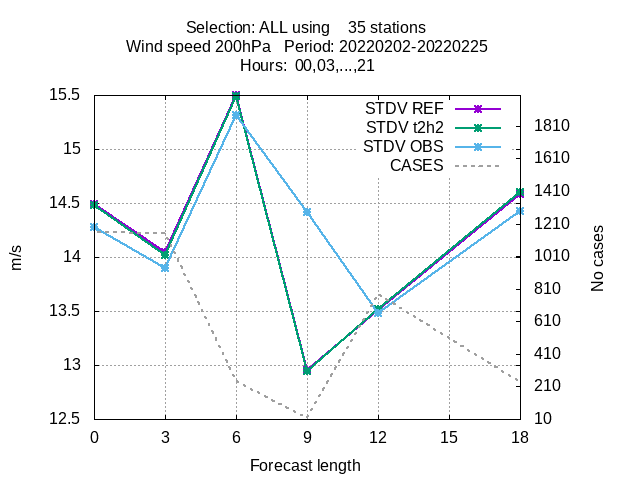 Selection: ALL using 35 stations
Wind speed 200hPa Period: 20220202-20220225
Hours: 00,03,...,21
STDV REF
STDV t2h2
STDV OBS
CASES
15.5
15
14.5
14
13.5
13
12.5
m/s
1810
1610
1410
1210
1010
810
610
410
210
10
No cases
0 3 6 9 12 15 18
Forecast length